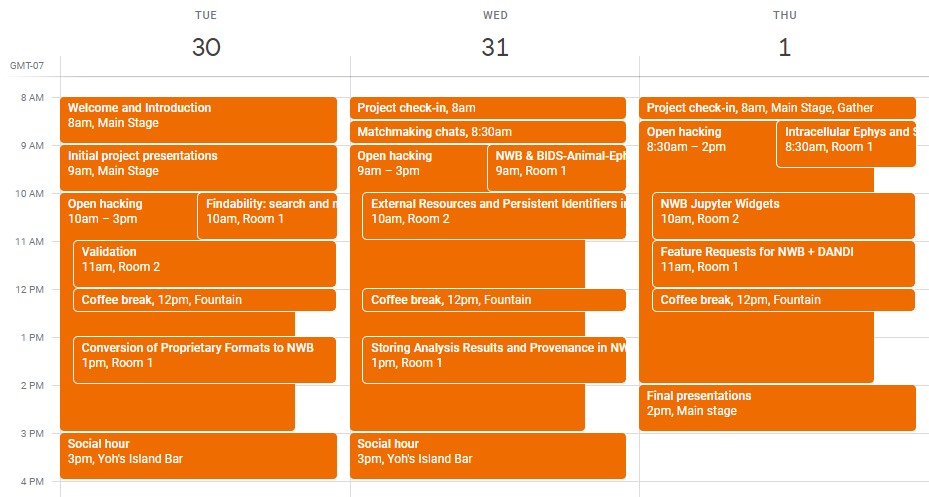 TUE
30
WED
31
THU
1
GMT-07
8 AM
9 AM
10 AM
11 AM
12 PM
1 PM
2 PM
3 PM
4 PM
Welcome and Introduction
8am, Main Stage
Initial project presentations
9am, Main Stage
Open hacking
10am – 3pm
Findability: search and
10am, Room 1
Validation
11am, Room 2
Coffee break, 12pm, Fountain
Conversion of Proprietary Formats to NWB
1pm, Room 1
Social hour
3pm, Yoh's Island Bar
Project check-in, 8am
Matchmaking chats, 8:30am
Open hacking
9am – 3pm
NWB & BIDS-Animal-Eph
9am, Room 1
External Resources and Persistent Identifiers
10am, Room 2
Coffee break, 12pm, Fountain
Storing Analysis Results and Provenance in NW
1pm, Room 1
Social hour
3pm, Yoh's Island Bar
Project check-in, 8am, Main Stage, Gather
Open hacking
8:30am – 2pm
Intracellular Ephys and S
8:30am, Room 1
NWB Jupyter Widgets
10am, Room 2
Feature Requests for NWB + DANDI
11am, Room 1
Coffee break, 12pm, Fountain
Final presentations
2pm, Main stage